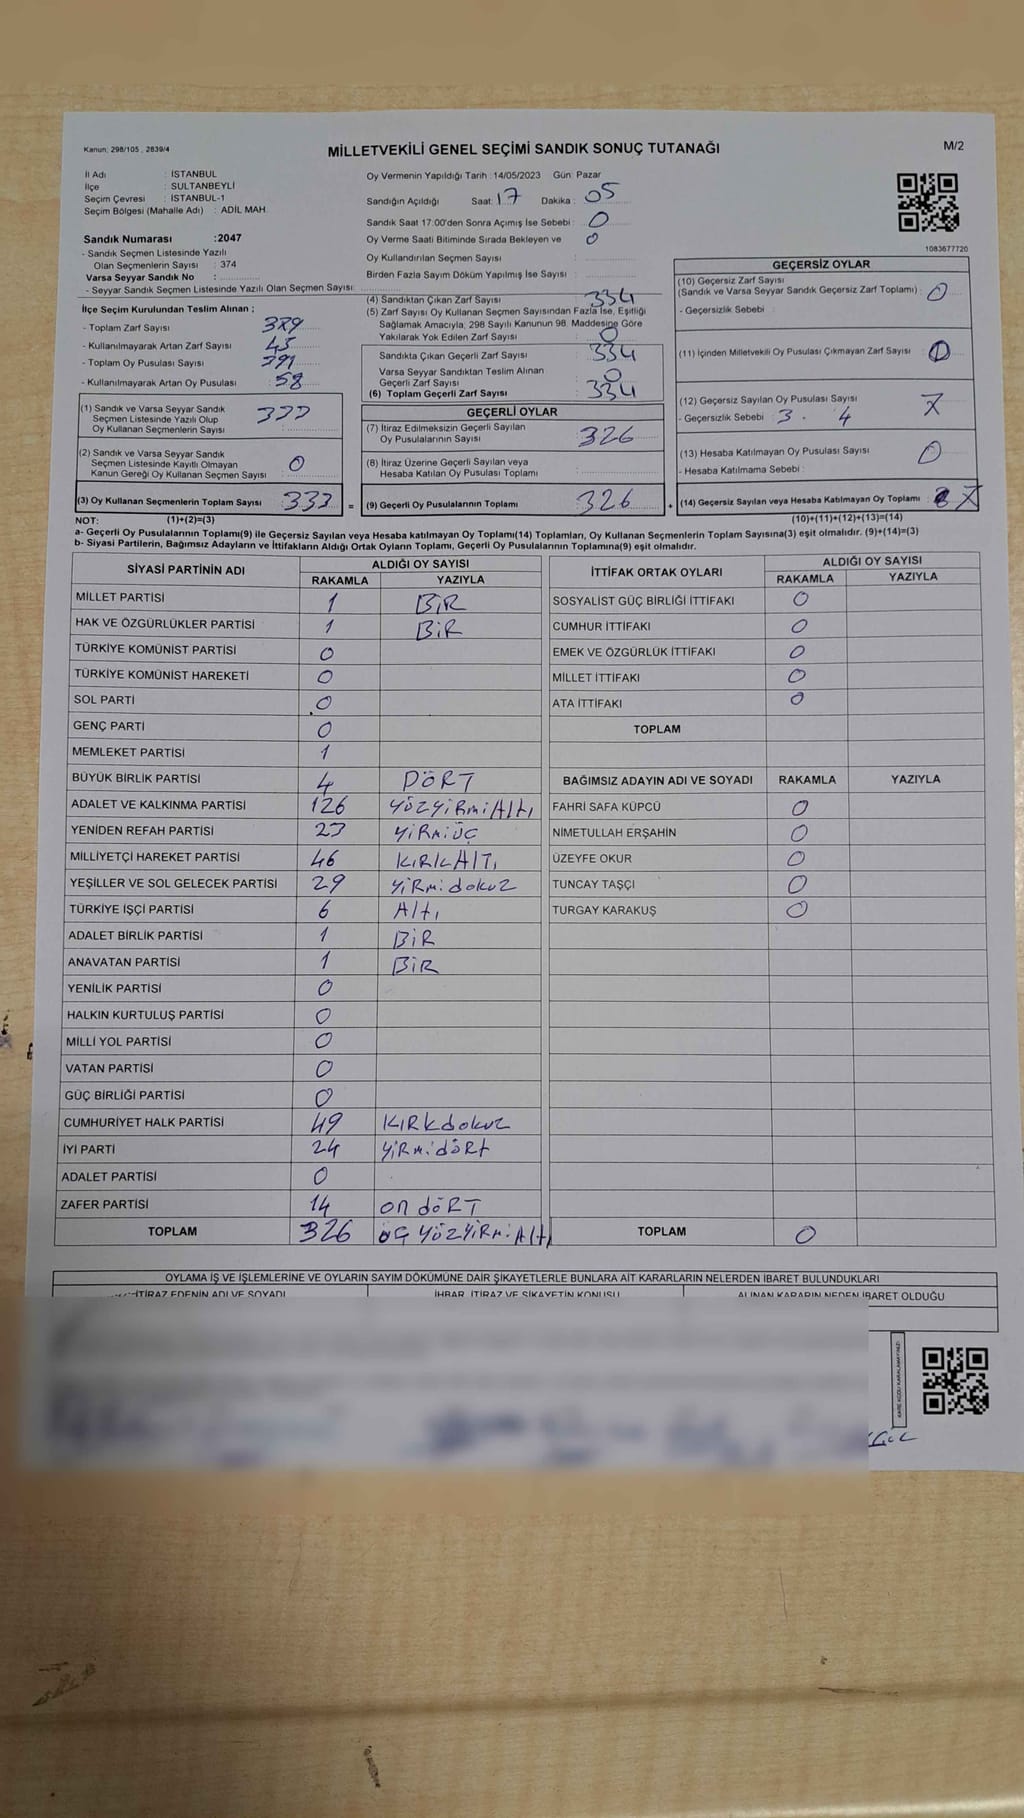 Kanun: 298/105 , 2839/4
MİLLETVEKİLİ GENEL SEÇİMİ SANDIK SONUÇ TUTANAĞI
M/2
İl Adı : İSTANBUL
İlçe : SULTANBEYLİ
Seçim Çevresi : İSTANBUL-1
Seçim Bölgesi (Mahalle Adı) : ADİL MAH.
Sandık Numarası :2047
- Sandık Seçmen Listesinde Yazılı
Olan Seçmenlerin Sayısı : 374
Varsa Seyyar Sandık No :
- Seyyar Sandık Seçmen Listesinde Yazılı Olan Seçmen Sayısı:
Oy Vermenin Yapıldığı Tarih :14/05/2023 Gün: Pazar
Sandığın Açıldığı Saat: 17 Dakika : 05
Sandık Saat 17:00'den Sonra Açımış İse Sebebi : 0
Oy Verme Saati Bitiminde Sırada Bekleyen ve 0
Oy Kullandırılan Seçmen Sayısı :
Birden Fazla Sayım Döküm Yapılmış İse Sayısı :
1083677720
İlçe Seçim Kurulundan Teslim Alınan ;
- Toplam Zarf Sayısı : 379
- Kullanılmayarak Artan Zarf Sayısı : 45
- Toplam Oy Pusulası Sayısı : 391
- Kullanılmayarak Artan Oy Pusulası : 58
(4) Sandıktan Çıkan Zarf Sayısı : 334
(5) Zarf Sayısı Oy Kullanan Seçmen Sayısından Fazla İse, Eşitliği
Sağlamak Amacıyla; 298 Sayılı Kanunun 98. Maddesine Göre
Yakılarak Yok Edilen Zarf Sayısı : 0
Sandıkta Çıkan Geçerli Zarf Sayısı : 334
Varsa Seyyar Sandıktan Teslim Alınan
Geçerli Zarf Sayısı : 0
(6) Toplam Geçerli Zarf Sayısı : 334
GEÇERSİZ OYLAR
(10) Geçersiz Zarf Sayısı
(Sandık ve Varsa Seyyar Sandık Geçersiz Zarf Toplamı) : 0
- Geçersizlik Sebebi :
(11) İçinden Milletvekili Oy Pusulası Çıkmayan Zarf Sayısı :
(12) Geçersiz Sayılan Oy Pusulası Sayısı : 7
- Geçersizlik Sebebi : 3 . 4
(13) Hesaba Katılmayan Oy Pusulası Sayısı : 0
- Hesaba Katılmama Sebebi :
(14) Geçersiz Sayılan veya Hesaba Katılmayan Oy Toplamı : 7
(1) Sandık ve Varsa Seyyar Sandık
Seçmen Listesinde Yazılı Olup 333
Oy Kullanan Seçmenlerin Sayısı :
(2) Sandık ve Varsa Seyyar Sandık
Seçmen Listesinde Kayıtlı Olmayan
Kanun Gereği Oy Kullanan Seçmen Sayısı : 0
(3) Oy Kullanan Seçmenlerin Toplam Sayısı : 333 =
GEÇERLİ OYLAR
(7) İtiraz Edilmeksizin Geçerli Sayılan
Oy Pusulalarının Sayısı : 326
(8) İtiraz Üzerine Geçerli Sayılan veya
Hesaba Katılan Oy Pusulası Toplamı :
(9) Geçerli Oy Pusulalarının Toplamı : 326 +
NOT: (1)+(2)=(3)
(10)+(11)+(12)+(13)=(14)
a- Geçerli Oy Pusulalarının Toplamı(9) ile Geçersiz Sayılan veya Hesaba katılmayan Oy Toplamı(14) Toplamları, Oy Kullanan Seçmenlerin Toplam Sayısına(3) eşit olmalıdır. (9)+(14)=(3)
b- Siyasi Partilerin, Bağımsız Adayların ve İttifakların Aldığı Ortak Oyların Toplamı, Geçerli Oy Pusulalarının Toplamına(9) eşit olmalıdır.
SİYASİ PARTİNİN ADI
ALDIĞI OY SAYISI
RAKAMLA YAZIYLA
MİLLET PARTİSİ 1 BİR
HAK VE ÖZGÜRLÜKLER PARTİSİ 1 BİR
TÜRKİYE KOMÜNİST PARTİSİ 0
TÜRKİYE KOMÜNİST HAREKETİ 0
SOL PARTİ 0
GENÇ PARTİ 0
MEMLEKET PARTİSİ 1
BÜYÜK BİRLİK PARTİSİ 4 DÖRT
ADALET VE KALKINMA PARTİSİ 126 YÜZYİRMİALTI
YENİDEN REFAH PARTİSİ 23 YİRMİÜÇ
MİLLİYETÇİ HAREKET PARTİSİ 46 KIRKALTI
YEŞİLLER VE SOL GELECEK PARTİSİ 29 YİRMİdokuz
TÜRKİYE İŞÇİ PARTİSİ 6 Altı
ADALET BİRLİK PARTİSİ 1 BİR
ANAVATAN PARTİSİ 1 BİR
YENİLİK PARTİSİ 0
HALKIN KURTULUŞ PARTİSİ 0
MİLLİ YOL PARTİSİ 0
VATAN PARTİSİ 0
GÜÇ BİRLİĞİ PARTİSİ 0
CUMHURİYET HALK PARTİSİ 49 KIRKdokuz
İYİ PARTİ 24 YİRMİdört
ADALET PARTİSİ 0
ZAFER PARTİSİ 14 on döRT
TOPLAM 326 üç YÜZYİRMİAltı
İTTİFAK ORTAK OYLARI
ALDIĞI OY SAYISI
RAKAMLA YAZIYLA
SOSYALİST GÜÇ BİRLİĞİ İTTİFAKI 0
CUMHUR İTTİFAKI 0
EMEK VE ÖZGÜRLÜK İTTİFAKI 0
MİLLET İTTİFAKI 0
ATA İTTİFAKI 0
TOPLAM
BAĞIMSIZ ADAYIN ADI VE SOYADI RAKAMLA YAZIYLA
FAHRİ SAFA KÜPCÜ 0
NİMETULLAH ERŞAHİN 0
ÜZEYFE OKUR 0
TUNCAY TAŞÇI 0
TURGAY KARAKUŞ 0
TOPLAM 0
OYLAMA İŞ VE İŞLEMLERİNE VE OYLARIN SAYIM DÖKÜMÜNE DAİR ŞİKAYETLERLE BUNLARA AİT KARARLARIN NELERDEN İBARET BULUNDUKLARI
İTİRAZ EDENİN ADI VE SOYADI İHBAR, İTİRAZ VE ŞİKAYETİN KONUSU ALINAN KARARIN NEDEN İBARET OLDUĞU